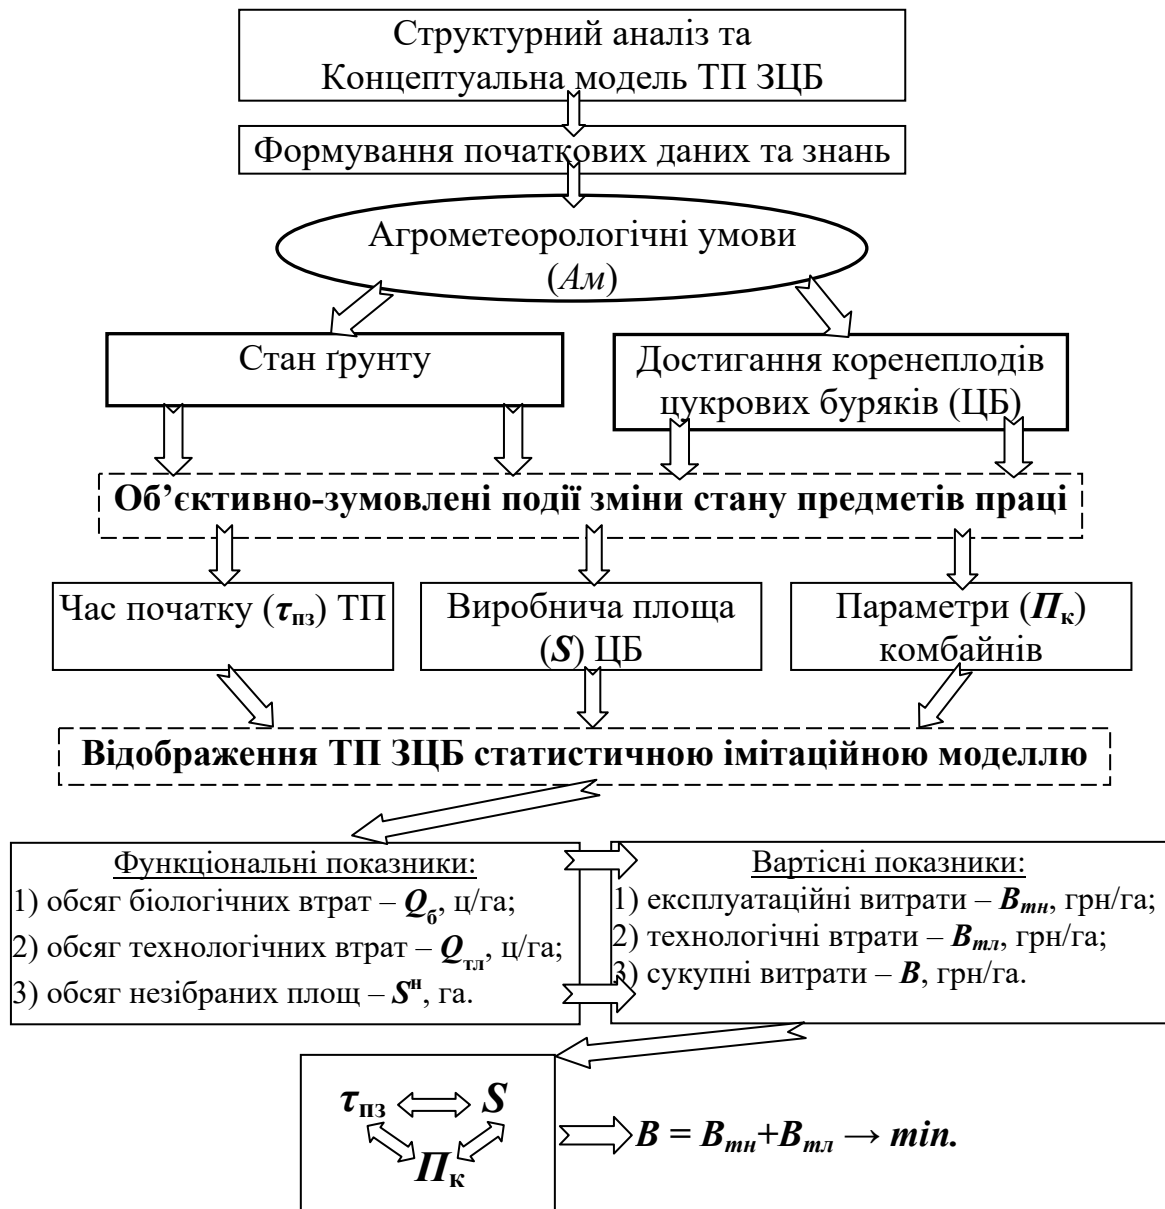 Структурний аналіз та
Концептуальна модель ТП ЗЦБ
Формування початкових даних та знань
Агрометеорологічні умови
(Ам)
Стан ґрунту
Достигання коренеплодів
цукрових буряків (ЦБ)
Об’єктивно-зумовлені події зміни стану предметів праці
Час початку (τпз) ТП
Виробнича площа
(S) ЦБ
Параметри (Пк)
комбайнів
Відображення ТП ЗЦБ статистичною імітаційною моделлю
Функціональні показники:
1) обсяг біологічних втрат – Qб, ц/га;
2) обсяг технологічних втрат – Qтл, ц/га;
3) обсяг незібраних площ – Sн, га.
Вартісні показники:
1) експлуатаційні витрати – Bтн, грн/га;
2) технологічні втрати – Bтл, грн/га;
3) сукупні витрати – B, грн/га.
τпз S
Пк
B = Bтн+Bтл → min.